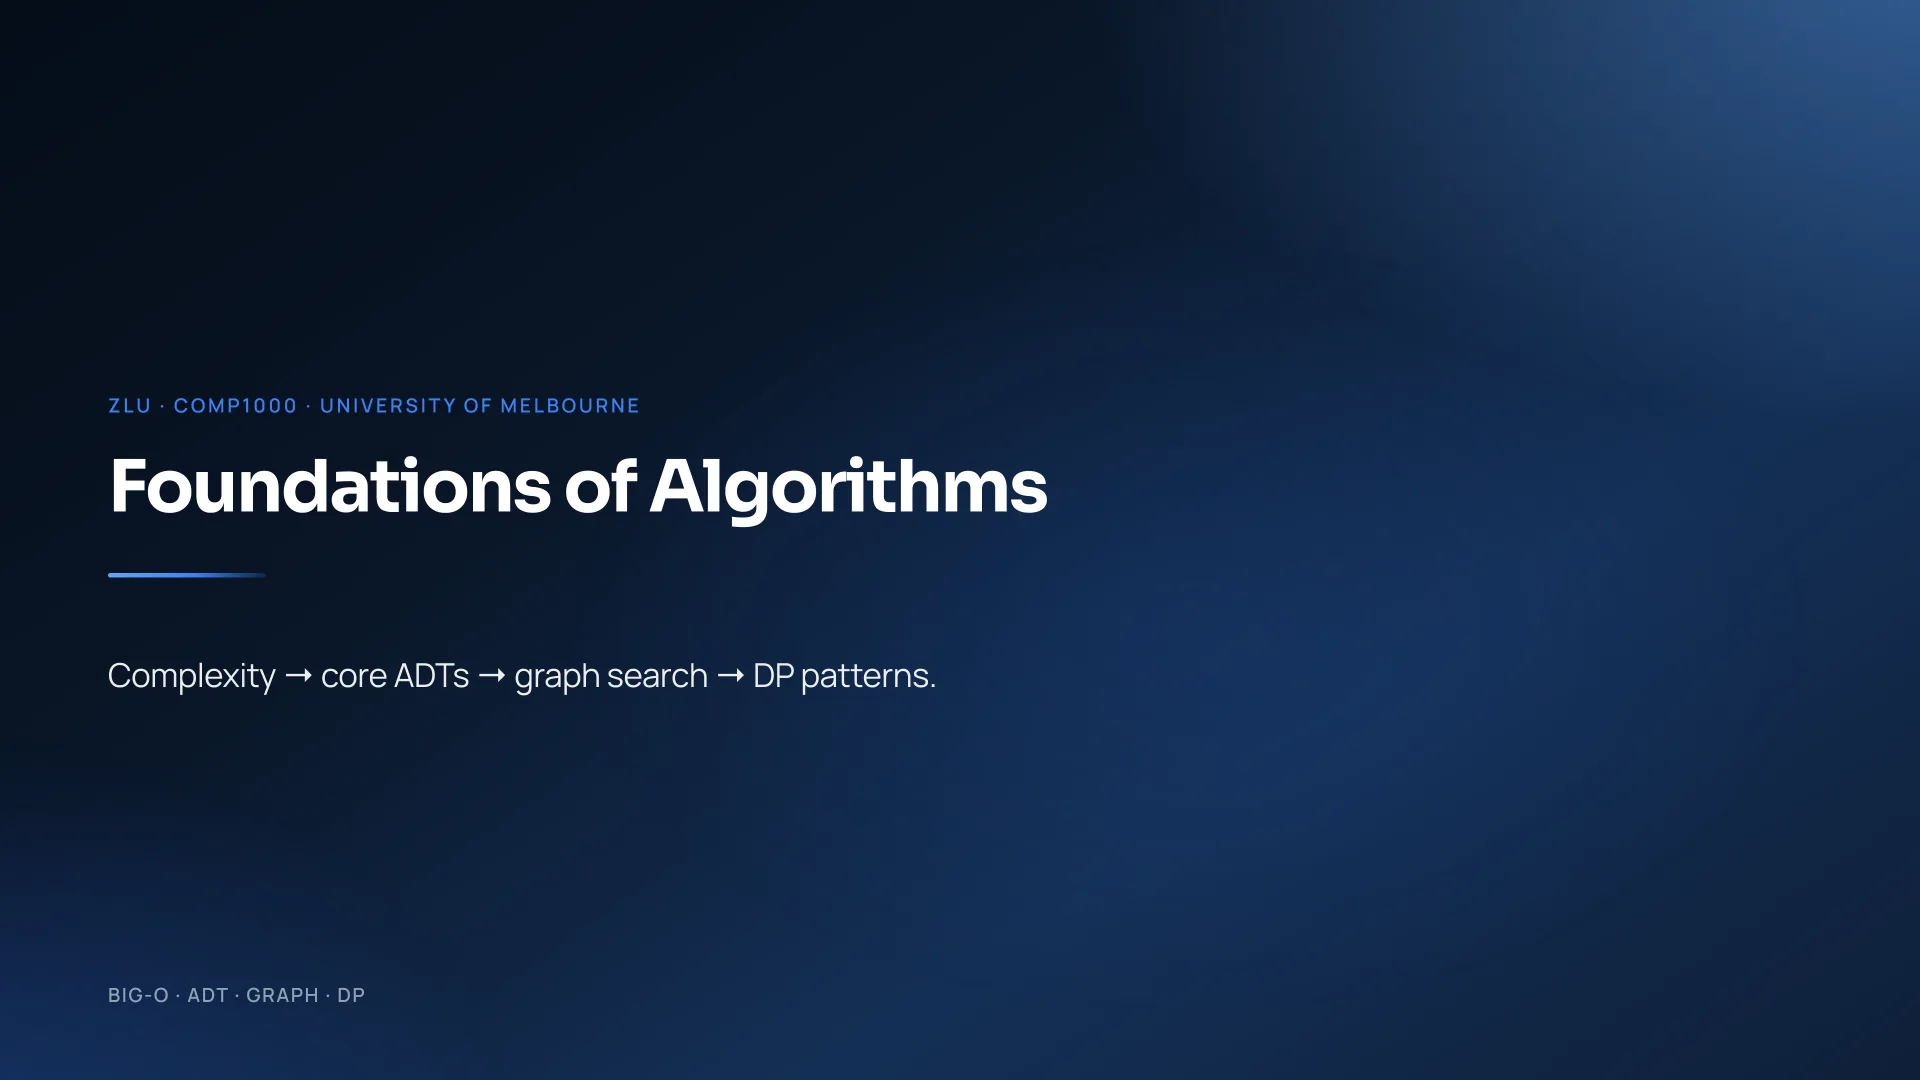 ZLU · COMP1000 · UNIVERSITY OF MELBOURNE
Foundations of Algorithms
Complexity → core ADTs → graph search → DP patterns.
BIG-O · ADT · GRAPH · DP